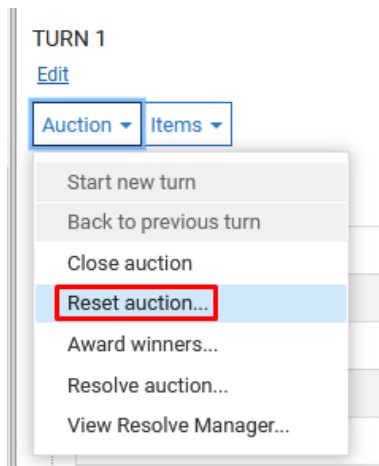 TURN 1
Edit
Auction Items
Start new turn
Back to previous turn
Close auction
Reset auction...
Award winners...
Resolve auction...
View Resolve Manager...